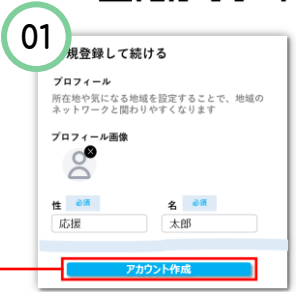 01
規登録して続ける
プロフィール
所在地や気になる地域を設定することで、地域の
ネットワークと関わりやすくなります
プロフィール画像
性 必須 名 必須
応援 太郎
アカウント作成